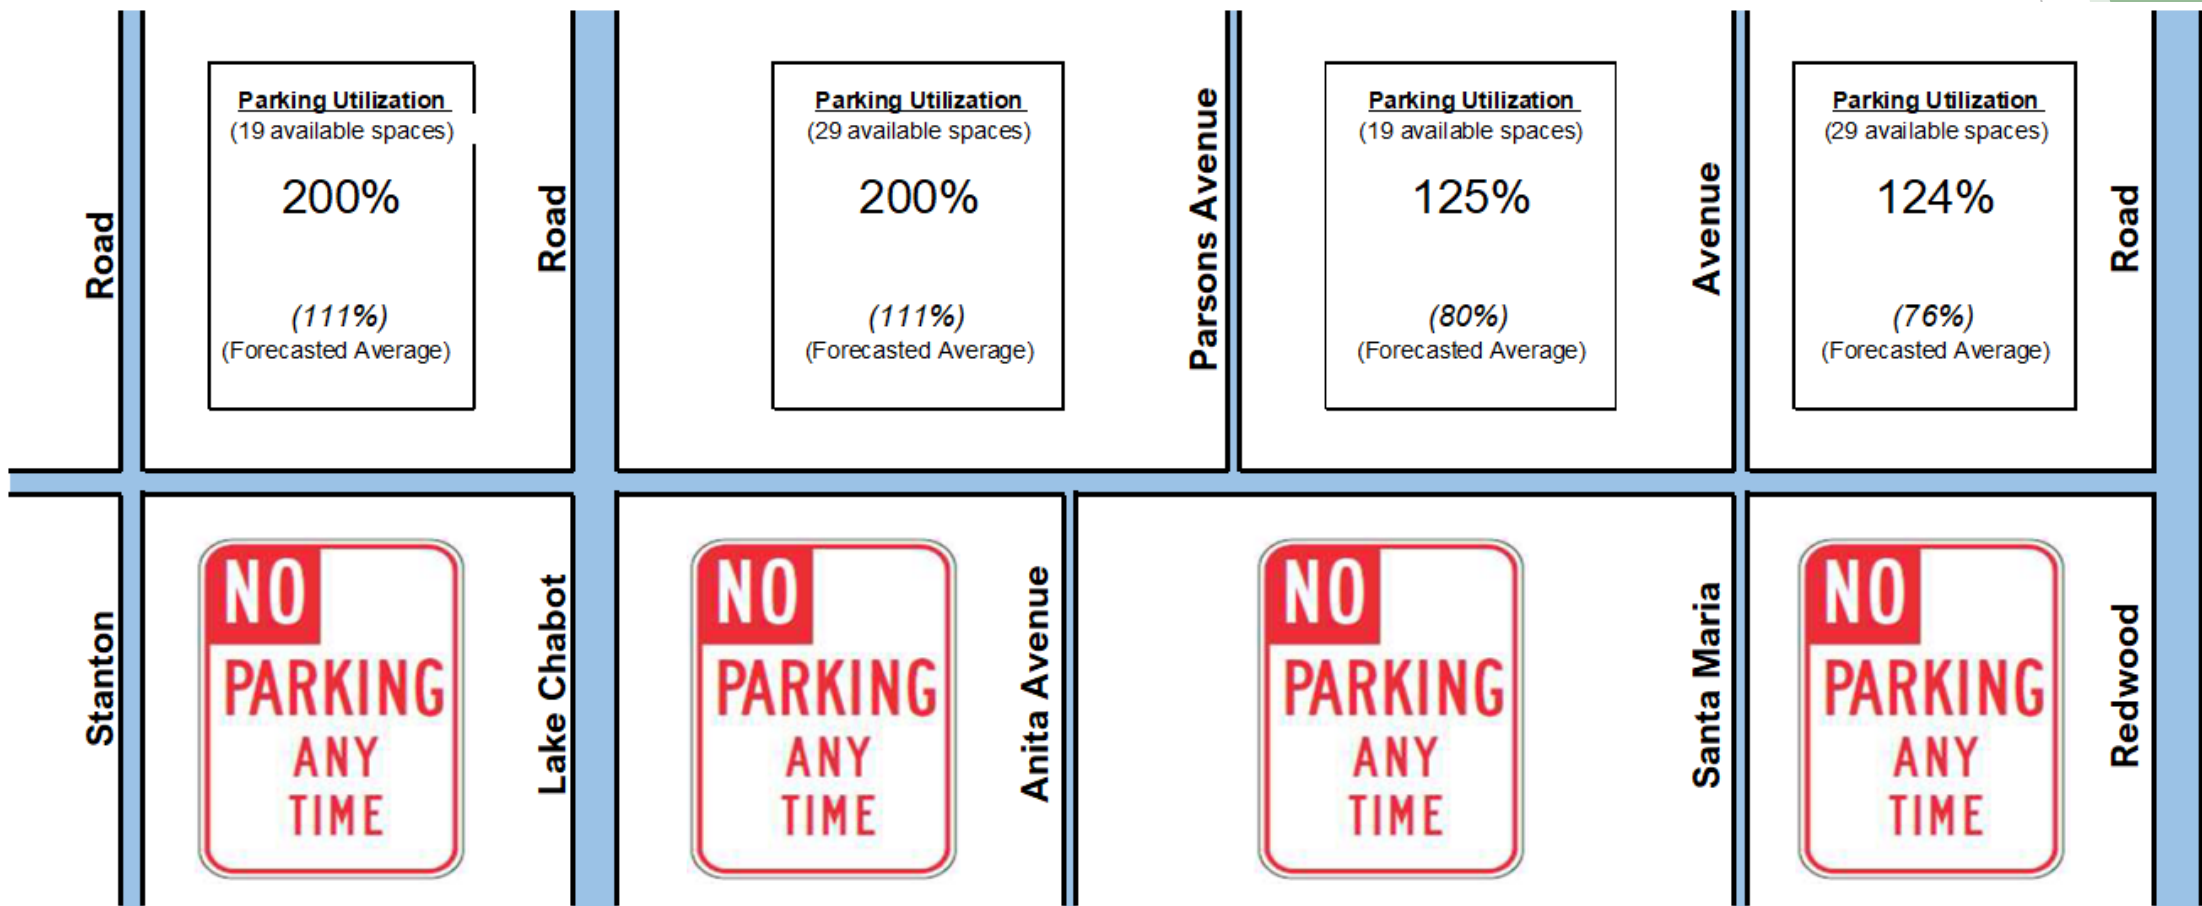 Parking Utilization
(19 available spaces)
200%
(111%)
(Forecasted Average)
Parking Utilization
(29 available spaces)
200%
(111%)
(Forecasted Average)
Parking Utilization
(19 available spaces)
125%
(80%)
(Forecasted Average)
Parking Utilization
(29 available spaces)
124%
(76%)
(Forecasted Average)
Road
Road
Parsons Avenue
Avenue
Road
Stanton
NO
PARKING
ANY
TIME
Lake Chabot
NO
PARKING
ANY
TIME
Anita Avenue
NO
PARKING
ANY
TIME
Santa Maria
NO
PARKING
ANY
TIME
Redwood